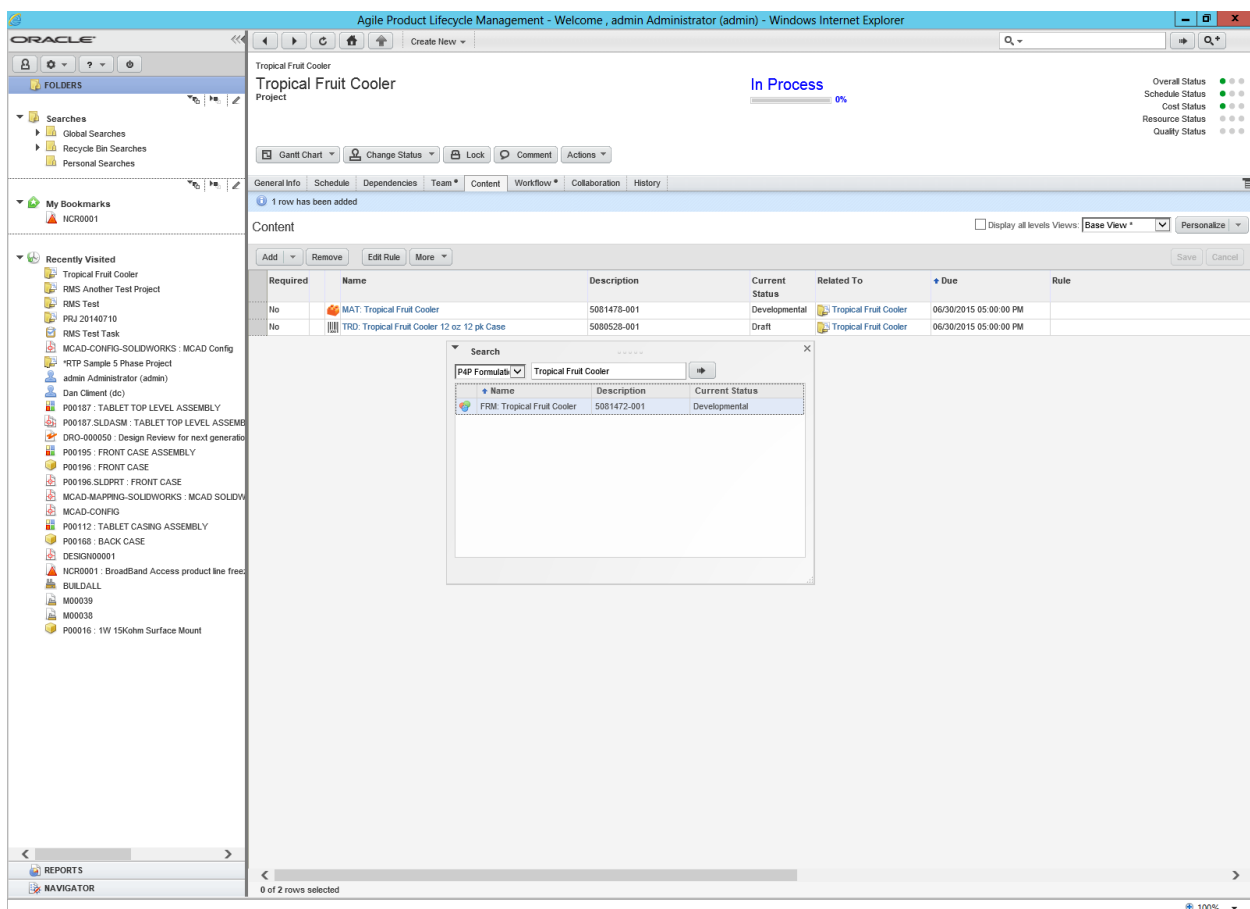 Agile Product Lifecycle Management - Welcome , admin Administrator (admin) - Windows Internet Explorer
ORACLE
Create New
FOLDERS
Searches
Global Searches
Recycle Bin Searches
Personal Searches
My Bookmarks
NCR0001
Recently Visited
Tropical Fruit Cooler
RMS Another Test Project
RMS Test
PRJ 20140710
RMS Test Task
MCAD-CONFIG-SOLIDWORKS : MCAD Config
*RTP Sample 5 Phase Project
admin Administrator (admin)
Dan Climent (dc)
P00187 : TABLET TOP LEVEL ASSEMBLY
P00187.SLDASM : TABLET TOP LEVEL ASSEMB
DRO-000050 : Design Review for next generatio
P00195 : FRONT CASE ASSEMBLY
P00196 : FRONT CASE
P00196.SLDPRT : FRONT CASE
MCAD-MAPPING-SOLIDWORKS : MCAD SOLIDW
MCAD-CONFIG
P00112 : TABLET CASING ASSEMBLY
P00168 : BACK CASE
DESIGN00001
NCR0001 : BroadBand Access product line freez
BUILDALL
M00039
M00038
P00016 : 1W 15Kohm Surface Mount
REPORTS
NAVIGATOR
Tropical Fruit Cooler
Tropical Fruit Cooler
Project
In Process
0%
Overall Status
Schedule Status
Cost Status
Resource Status
Quality Status
Gantt Chart Change Status Lock Comment Actions
General Info Schedule Dependencies Team Content Workflow Collaboration History
1 row has been added
Content
Display all levels Views: Base View * Personalize
Add Remove Edit Rule More Save Cancel
Required Name Description Current Status Related To Due Rule
No MAT: Tropical Fruit Cooler 5081478-001 Developmental Tropical Fruit Cooler 06/30/2015 05:00:00 PM
No TRD: Tropical Fruit Cooler 12 oz 12 pk Case 5080528-001 Draft Tropical Fruit Cooler 06/30/2015 05:00:00 PM
Search
P4P Formulati Tropical Fruit Cooler
Name Description Current Status
FRM: Tropical Fruit Cooler 5081472-001 Developmental
0 of 2 rows selected
100%